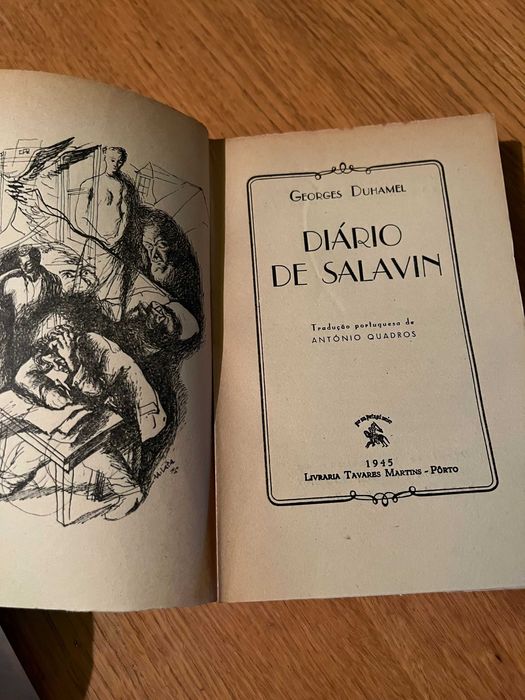 GEORGES DUHAMEL
DIÁRIO
DE SALAVIN
Tradução portuguesa de
ANTÓNIO QUADROS
1945
LIVRARIA TAVARES MARTINS - PÔRTO